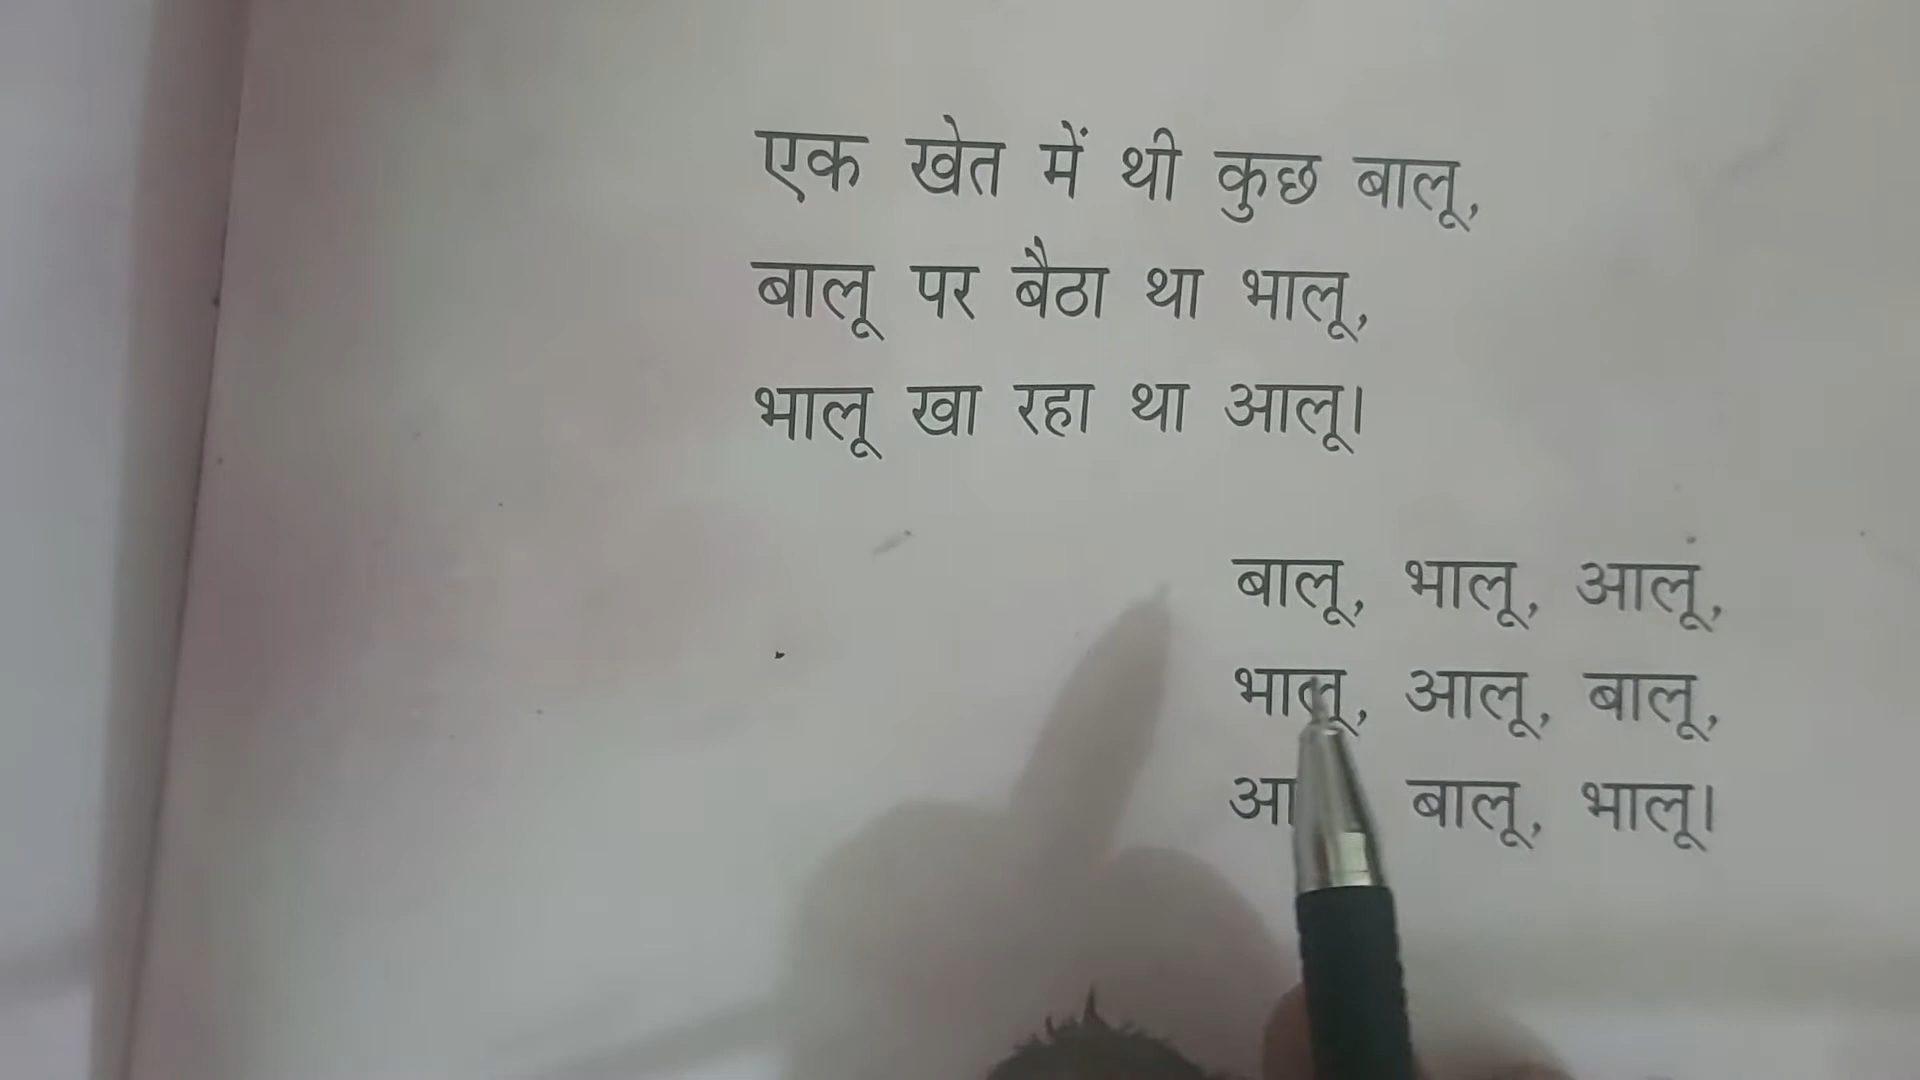 एक खेत में थी कुछ बालू,
बालू पर बैठा था भालू,
भालू खा रहा था आलू।
बालू, भालू, आलू,
भालू, आलू, बालू,
बालू, भालू।